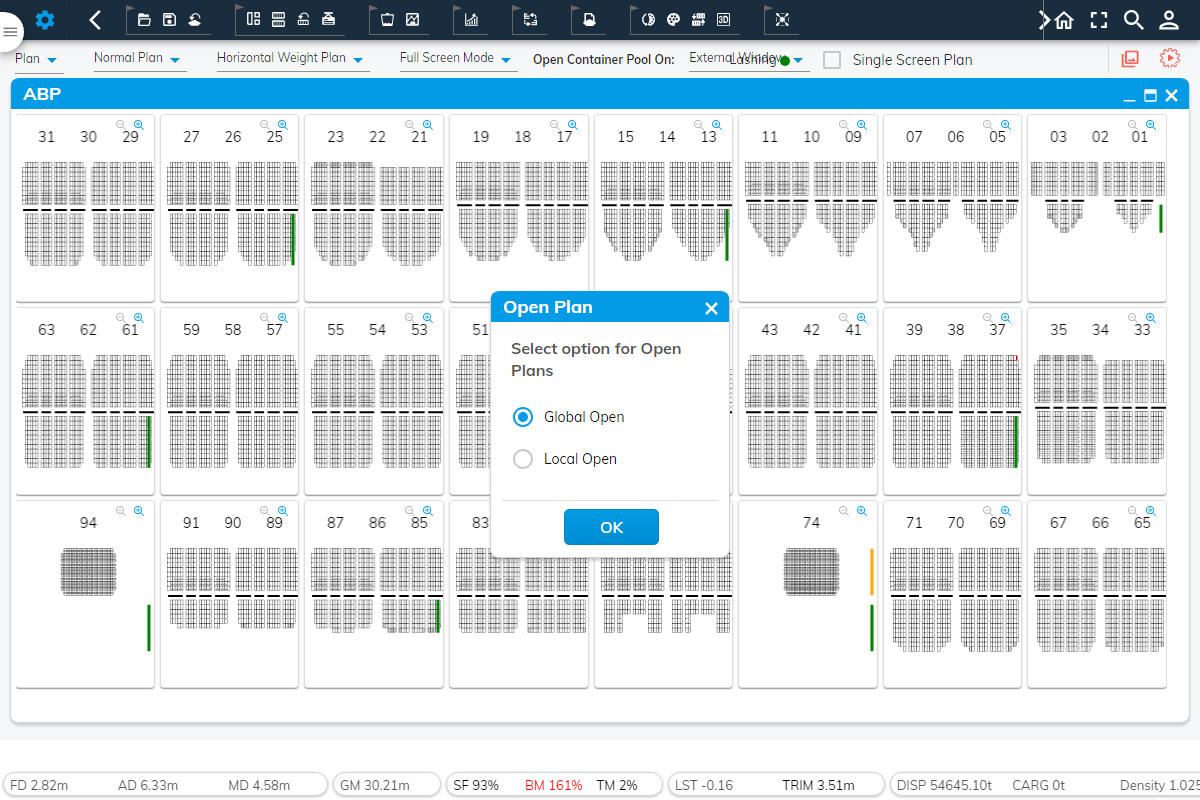 3D
Plan
Normal Plan
Horizontal Weight Plan
Full Screen Mode
Open Container Pool On:
External Window
Lashing
Single Screen Plan
ABP
31 30 29
27 26 25
23 22 21
19 18 17
15 14 13
11 10 09
07 06 05
03 02 01
63 62 61
59 58 57
55 54 53
51
43 42 41
39 38 37
35 34 33
Open Plan
Select option for Open
Plans
Global Open
Local Open
OK
94
91 90 89
87 86 85
83
74
71 70 69
67 66 65
FD 2.82m AD 6.33m MD 4.58m
GM 30.21m
SF 93% BM 161% TM 2%
LST -0.16 TRIM 3.51m
DISP 54645.10t CARG 0t Density 1.025